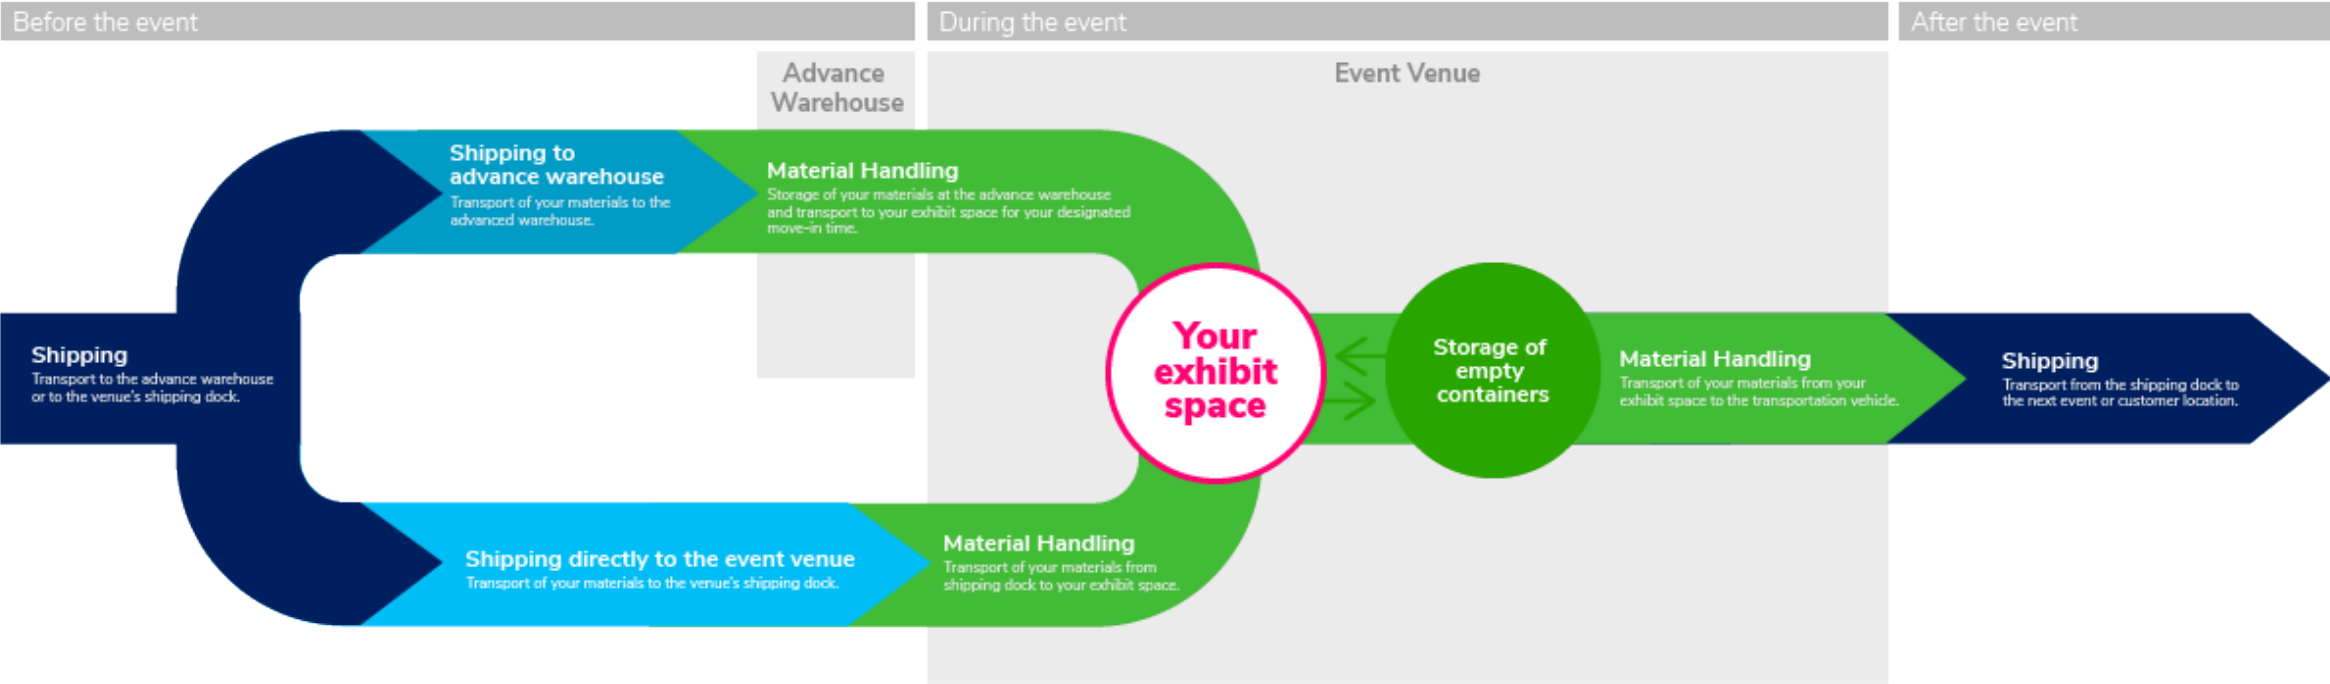 Before the event
During the event
After the event
Advance
Warehouse
Event Venue
Shipping to
advance warehouse
Transport of your materials to the
advanced warehouse.
Material Handling
Storage of your materials at the advance warehouse
and transport to your exhibit space for your designated
move-in time.
Shipping
Transport to the advance warehouse
or to the venue's shipping dock.
Your
exhibit
space
Storage of
empty
containers
Material Handling
Transport of your materials from your
exhibit space to the transportation vehicle.
Shipping
Transport from the shipping dock to
the next event or customer location.
Shipping directly to the event venue
Transport of your materials to the venue's shipping dock.
Material Handling
Transport of your materials from
shipping dock to your exhibit space.